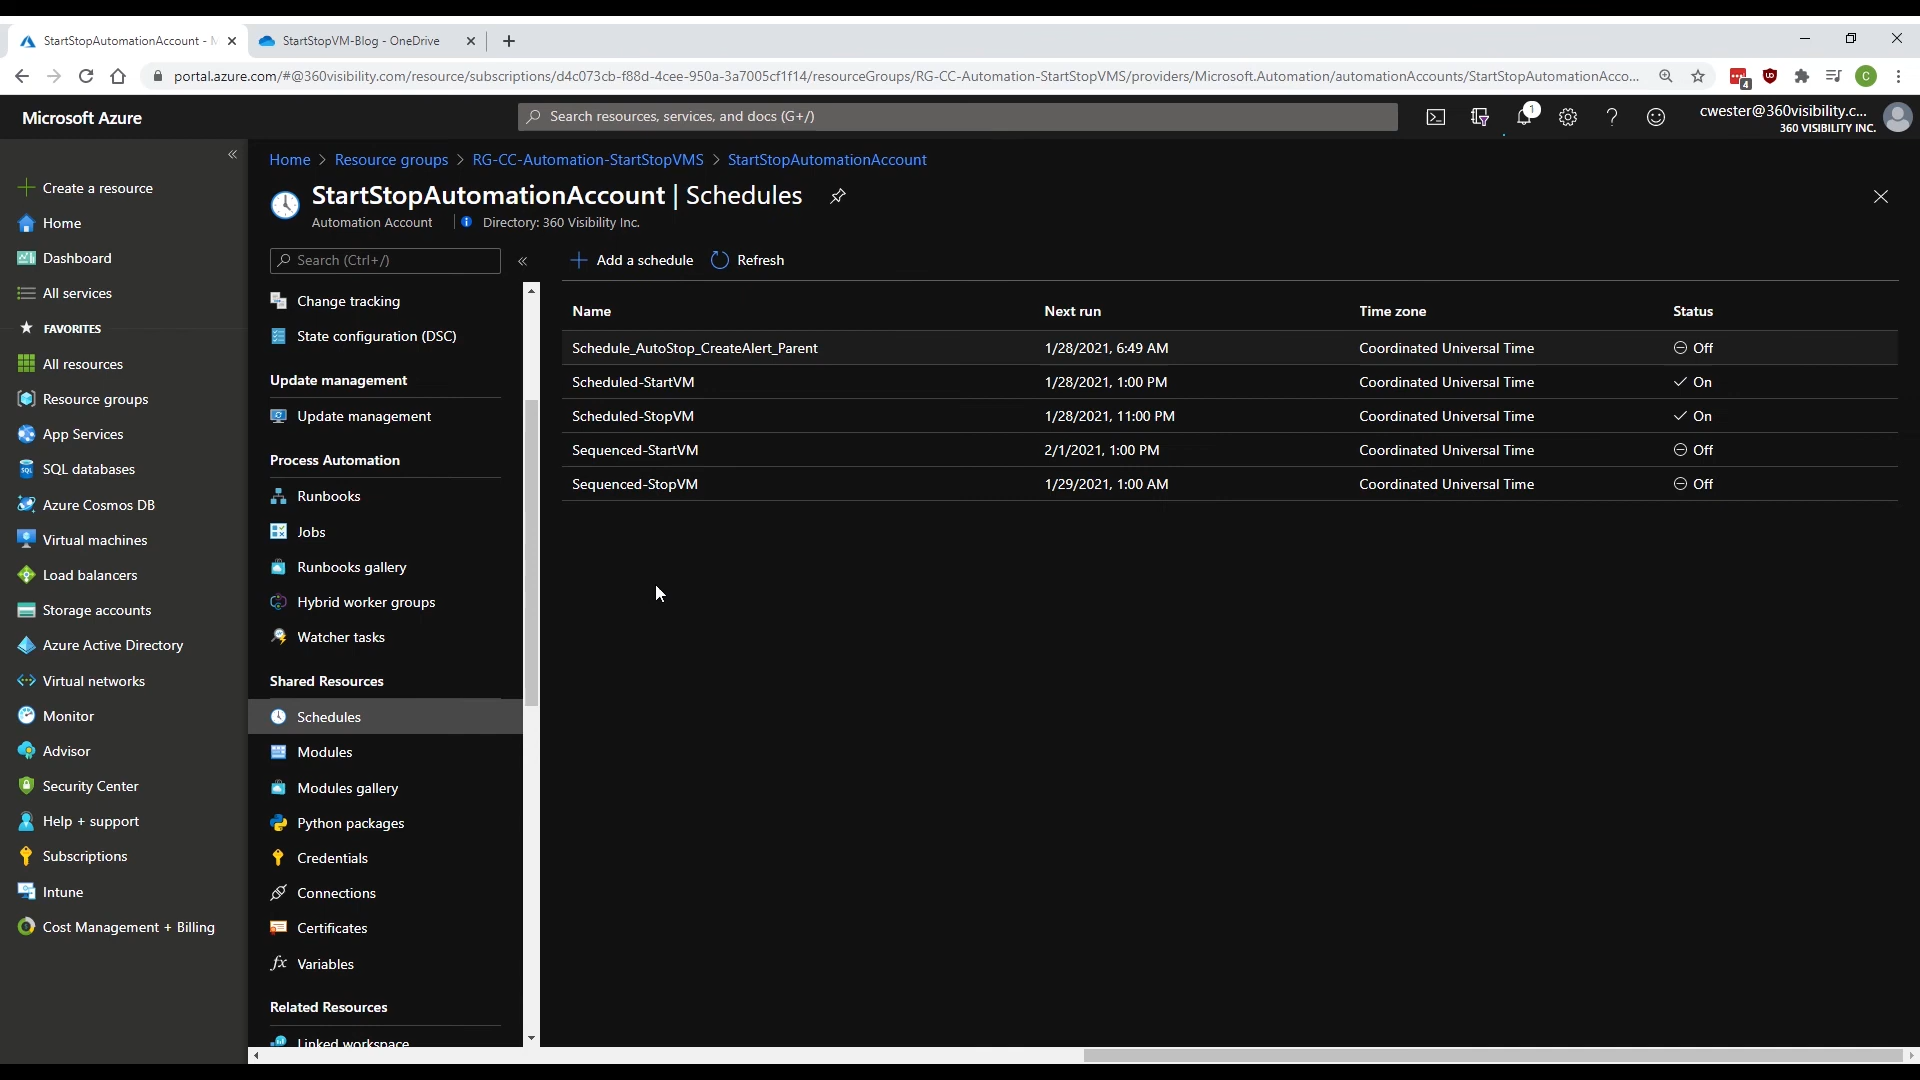 StartStopAutomationAccount - M
StartStopVM-Blog - OneDrive
portal.azure.com/#@360visibility.com/resource/subscriptions/d4c073cb-f88d-4cee-950a-3a7005cf1f14/resourceGroups/RG-CC-Automation-StartStopVMS/providers/Microsoft.Automation/automationAccounts/StartStopAutomationAcco...
4
C
Microsoft Azure
Search resources, services, and docs (G+/)
1
cwester@360visibility.c...
360 VISIBILITY INC.
Create a resource
Home
Dashboard
All services
FAVORITES
All resources
Resource groups
App Services
SQL databases
Azure Cosmos DB
Virtual machines
Load balancers
Storage accounts
Azure Active Directory
Virtual networks
Monitor
Advisor
Security Center
Help + support
Subscriptions
Intune
Cost Management + Billing
Home > Resource groups > RG-CC-Automation-StartStopVMS > StartStopAutomationAccount
StartStopAutomationAccount | Schedules
Automation Account
Directory: 360 Visibility Inc.
Search (Ctrl+/)
Change tracking
State configuration (DSC)
Update management
Update management
Process Automation
Runbooks
Jobs
Runbooks gallery
Hybrid worker groups
Watcher tasks
Shared Resources
Schedules
Modules
Modules gallery
Python packages
Credentials
Connections
Certificates
Variables
Related Resources
Linked workspace
Add a schedule Refresh
Name Next run Time zone Status
Schedule_AutoStop_CreateAlert_Parent 1/28/2021, 6:49 AM Coordinated Universal Time Off
Scheduled-StartVM 1/28/2021, 1:00 PM Coordinated Universal Time On
Scheduled-StopVM 1/28/2021, 11:00 PM Coordinated Universal Time On
Sequenced-StartVM 2/1/2021, 1:00 PM Coordinated Universal Time Off
Sequenced-StopVM 1/29/2021, 1:00 AM Coordinated Universal Time Off